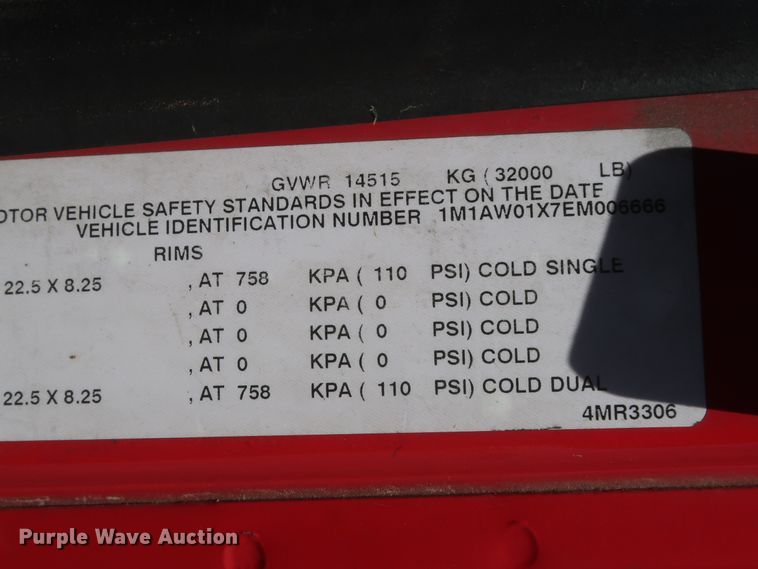 GVWR 14515 KG ( 32000 LB)
OTOR VEHICLE SAFETY STANDARDS IN EFFECT ON THE DATE
VEHICLE IDENTIFICATION NUMBER 1M1AW01X7EM006666
RIMS
22.5 X 8.25 , AT 758 KPA ( 110 PSI) COLD SINGLE
, AT 0 KPA ( 0 PSI) COLD
, AT 0 KPA ( 0 PSI) COLD
, AT 0 KPA ( 0 PSI) COLD
22.5 X 8.25 , AT 758 KPA ( 110 PSI) COLD DUAL
4MR3306
Purple Wave Auction